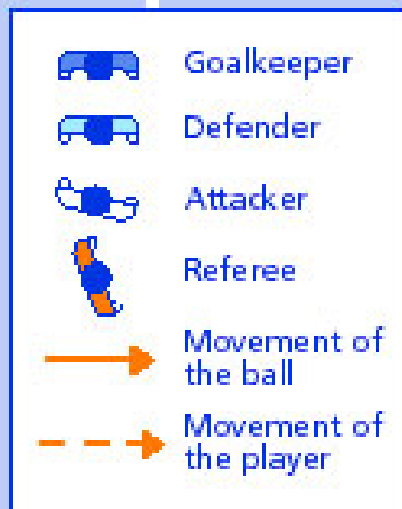 Goalkeeper
Defender
Attacker
Referee
Movement of
the ball
Movement of
the player